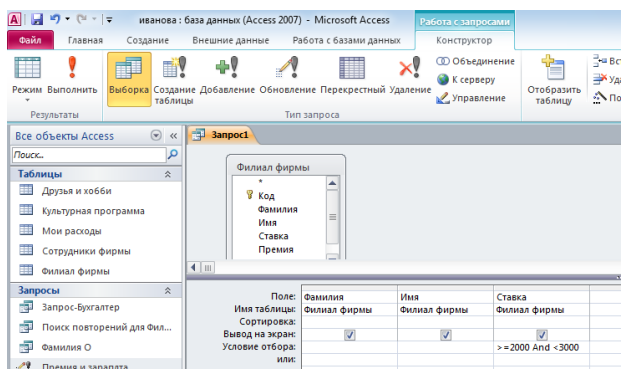 иванова : база данных (Access 2007) - Microsoft Access
Работа с запросами
Файл Главная Создание Внешние данные Работа с базами данных Конструктор
Режим Выполнить Выборка Создание таблицы Добавление Обновление Перекрестный Удаление
Объединение
К серверу
Управление
Отобразить таблицу
Результаты Тип запроса
Все объекты Access
Поиск...
Таблицы
Друзья и хобби
Культурная программа
Мои расходы
Сотрудники фирмы
Филиал фирмы
Запросы
Запрос-Бухгалтер
Поиск повторений для Фил...
Фамилия О
Премия и зарплата
Запрос1
Филиал фирмы
*
Код
Фамилия
Имя
Ставка
Премия
Поле: Фамилия Имя Ставка
Имя таблицы: Филиал фирмы Филиал фирмы Филиал фирмы
Сортировка:
Вывод на экран:
Условие отбора: >=2000 And <3000
или: